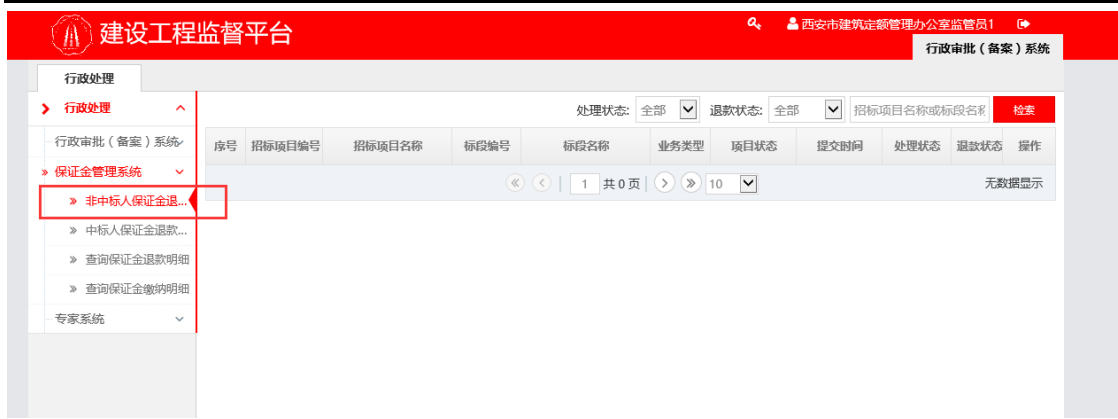 建设工程监督平台
西安市建筑定额管理办公室监管员1
行政审批（备案）系统
行政处理
行政处理
处理状态: 全部 退款状态: 全部 招标项目名称或标段名称 检索
行政审批（备案）系统
序号 招标项目编号 招标项目名称 标段编号 标段名称 业务类型 项目状态 提交时间 处理状态 退款状态 操作
保证金管理系统
1 共 0 页 10 无数据显示
非中标人保证金退...
中标人保证金退款...
查询保证金退款明细
查询保证金缴纳明细
专家系统